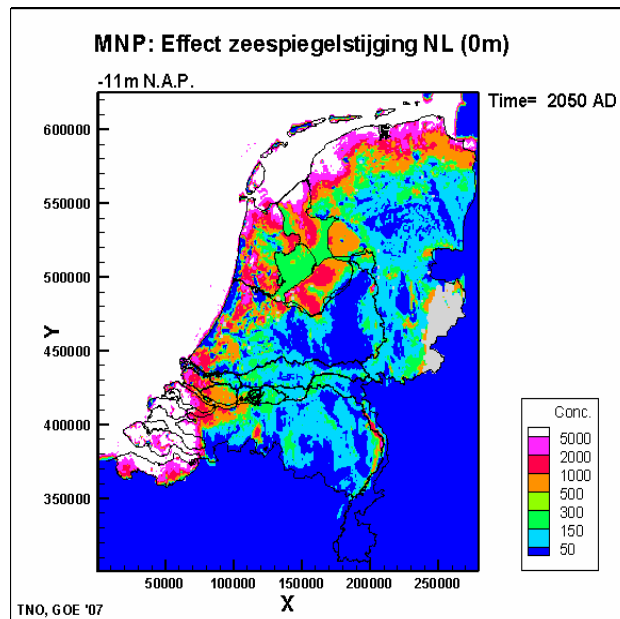 MNP: Effect zeespiegelstijging NL (0m)
-11m N.A.P.
Time= 2050 AD
600000
550000
500000
450000
400000
350000
Y
50000 100000 150000 200000 250000
X
Conc.
5000
2000
1000
500
300
150
50
TNO, GOE '07